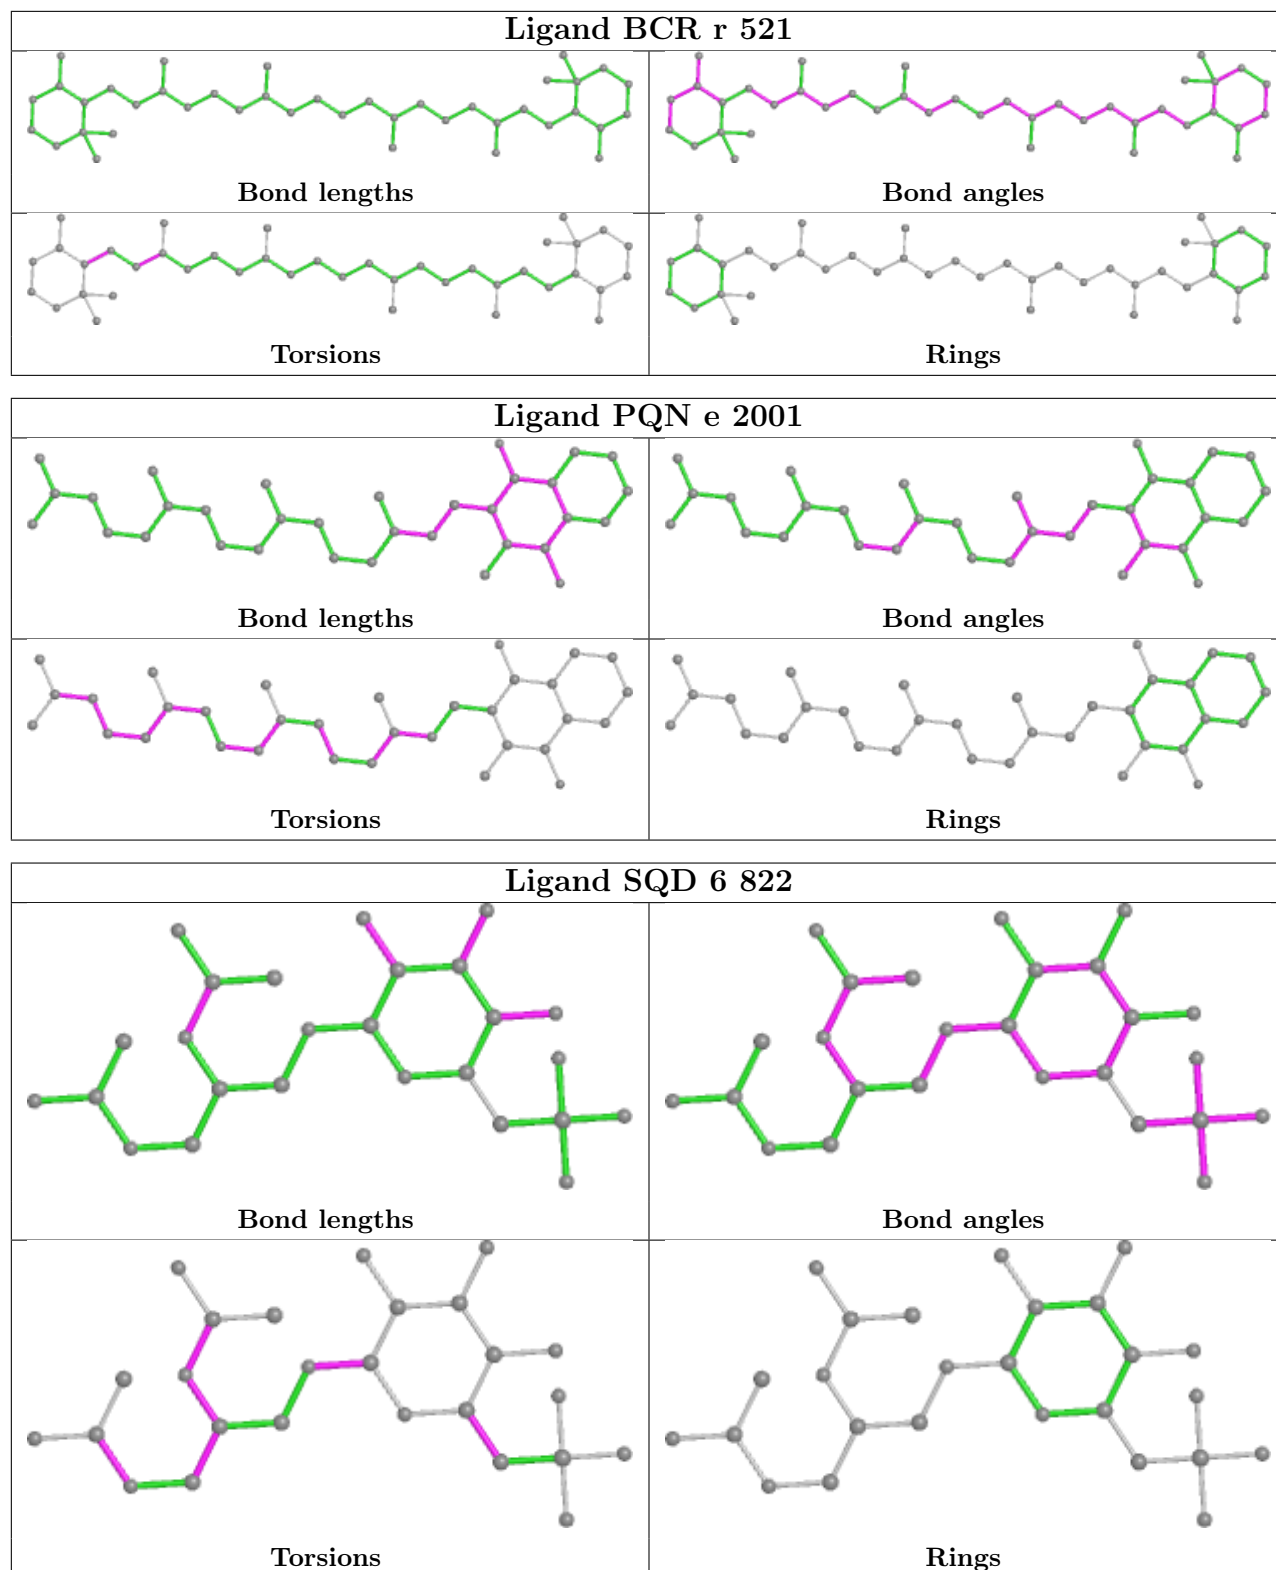 Ligand BCR r 521
Bond lengths
Bond angles
Torsions
Rings
Ligand PQN e 2001
Bond lengths
Bond angles
Torsions
Rings
Ligand SQD 6 822
Bond lengths
Bond angles
Torsions
Rings